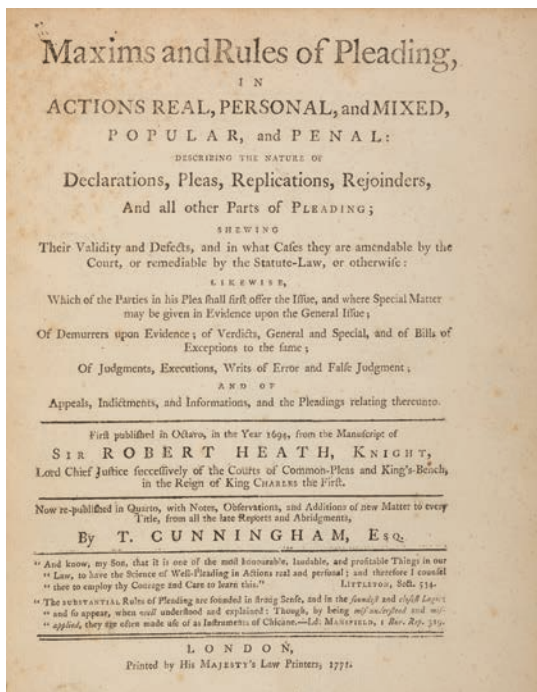 Maxims and Rules of Pleading,
IN
ACTIONS REAL, PERSONAL, and MIXED,
POPULAR, and PENAL:
DESCRIBING THE NATURE OF
Declarations, Pleas, Replications, Rejoinders,
And all other Parts of PLEADING;
SHEWING
Their Validity and Defects, and in what Caſes they are amendable by the
Court, or remediable by the Statute-Law, or otherwiſe:
LIKEWISE,
Which of the Parties in his Plea ſhall firſt offer the Iſſue, and where Special Matter
may be given in Evidence upon the General Iſſue;
Of Demurrers upon Evidence; of Verdicts, General and Special, and of Bills of
Exceptions to the ſame;
Of Judgments, Executions, Writs of Error and Falſe Judgment;
AND OF
Appeals, Indictments, and Informations, and the Pleadings relating thereunto.
Firſt publiſhed in Octavo, in the Year 1694, from the Manuſcript of
SIR ROBERT HEATH, KNIGHT,
Lord Chief Juſtice ſucceſſively of the Courts of Common-Pleas and King's-Bench,
in the Reign of King CHARLES the Firſt.
Now re-publiſhed in Quarto, with Notes, Obſervations, and Additions of new Matter to every
Title, from all the late Reports and Abridgments,
By T. CUNNINGHAM, ESQ.
" And know, my Son, that it is one of the moſt honourable, laudable, and profitable Things in our
" Law, to have the Science of Well-Pleading in Actions real and perſonal; and therefore I counſel
" thee to employ thy Courage and Care to learn this." LITTLETON, Sect. 534.
" The SUBSTANTIAL Rules of Pleading are founded in ſtrong Senſe, and in the ſoundeſt and cloſeſt Logic;
" and ſo appear, when well underſtood and explained: Though, by being miſ-underſtood and miſ-
" applied, they are often made uſe of as Inſtruments of Chicane.—Ld: MANSFIELD, 1 Bur. Rep. 319.
LONDON,
Printed by His MAJESTY's Law Printers, 1771.